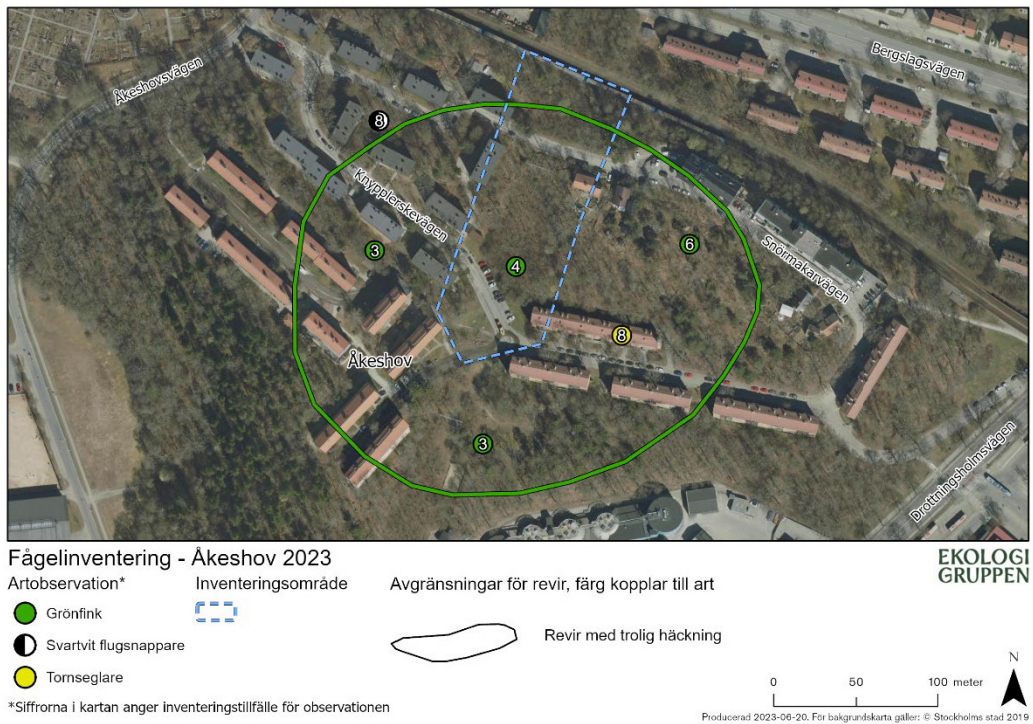 Åkeshovsvägen
Bergslagsvägen
8
Knypplerskevägen
3
4
6
Snörmakarvägen
8
Åkeshov
3
Drottningsholmsvägen
Fågelinventering - Åkeshov 2023
Artobservation*
Grönfink
Svartvit flugsnappare
Tornseglare
*Siffrorna i kartan anger inventeringstillfälle för observationen
Inventeringsområde
Avgränsningar för revir, färg kopplar till art
Revir med trolig häckning
EKOLOGI
GRUPPEN
N
0 50 100 meter
Producerad 2023-06-20. För bakgrundskarta gäller: © Stockholms stad 2019